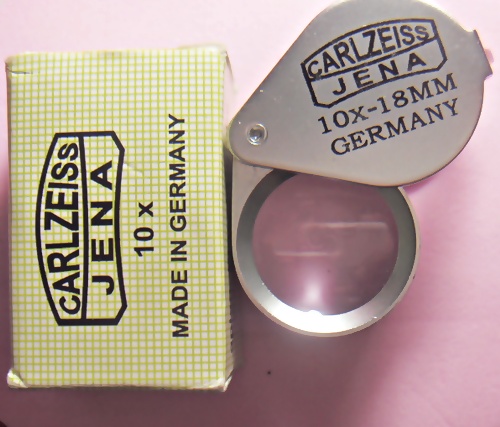 CARLZEISS
JENA
10 x
MADE IN GERMANY
CARLZEISS
JENA
10x-18MM
GERMANY